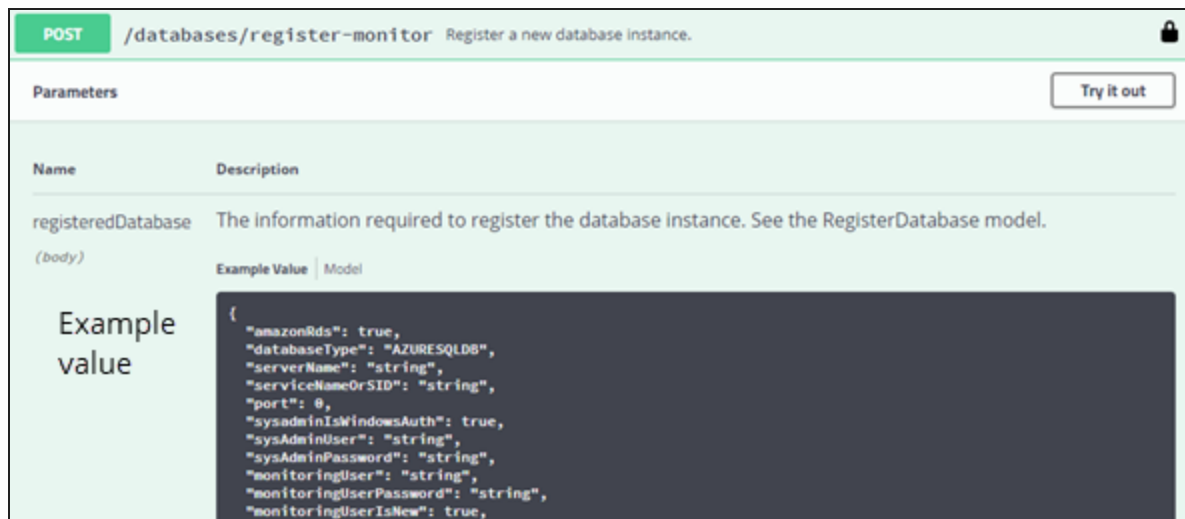 POST /databases/register-monitor Register a new database instance.
Parameters
Try it out
Name Description
registeredDatabase The information required to register the database instance. See the RegisterDatabase model.
(body)
Example Value Model
Example
value
{
"amazonRds": true,
"databaseType": "AZURESQLDB",
"serverName": "string",
"serviceNameOrSID": "string",
"port": 0,
"sysadminIsWindowsAuth": true,
"sysAdminUser": "string",
"sysAdminPassword": "string",
"monitoringUser": "string",
"monitoringUserPassword": "string",
"monitoringUserIsNew": true,